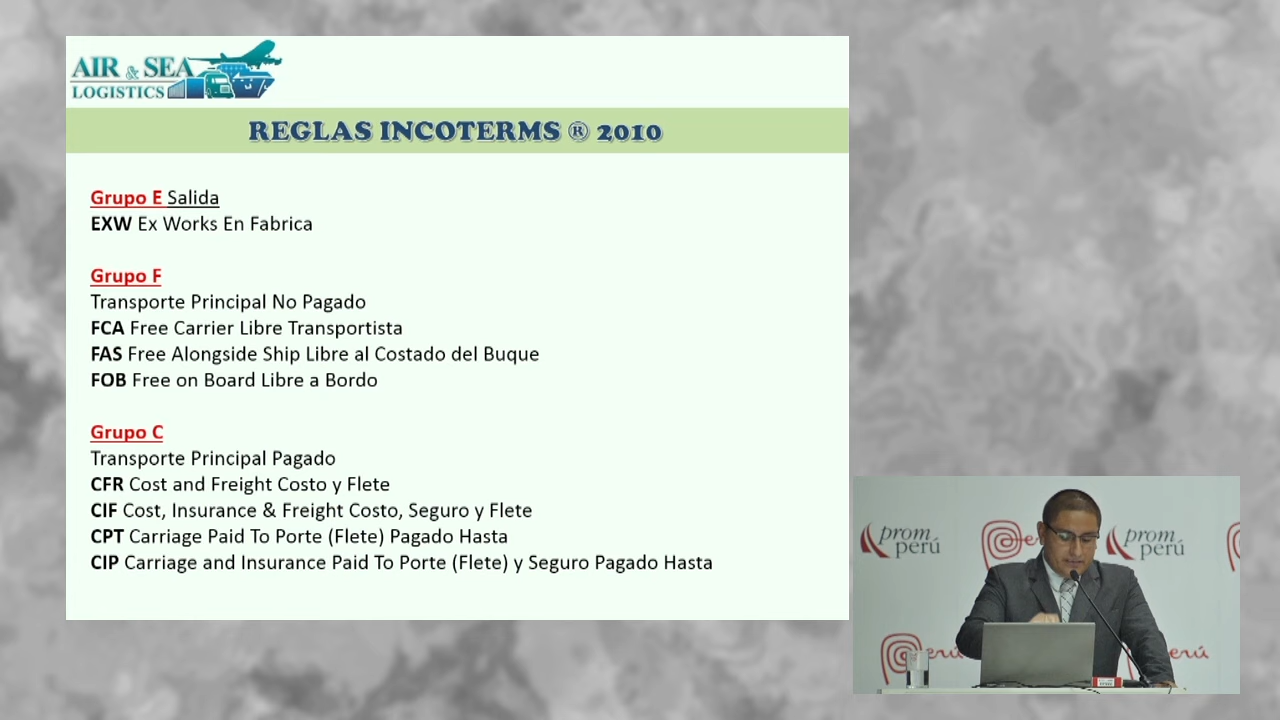 AIR & SEA
LOGISTICS
REGLAS INCOTERMS ® 2010
Grupo E Salida
EXW Ex Works En Fabrica
Grupo F
Transporte Principal No Pagado
FCA Free Carrier Libre Transportista
FAS Free Alongside Ship Libre al Costado del Buque
FOB Free on Board Libre a Bordo
Grupo C
Transporte Principal Pagado
CFR Cost and Freight Costo y Flete
CIF Cost, Insurance & Freight Costo, Seguro y Flete
CPT Carriage Paid To Porte (Flete) Pagado Hasta
CIP Carriage and Insurance Paid To Porte (Flete) y Seguro Pagado Hasta
prom
perú
prom
perú